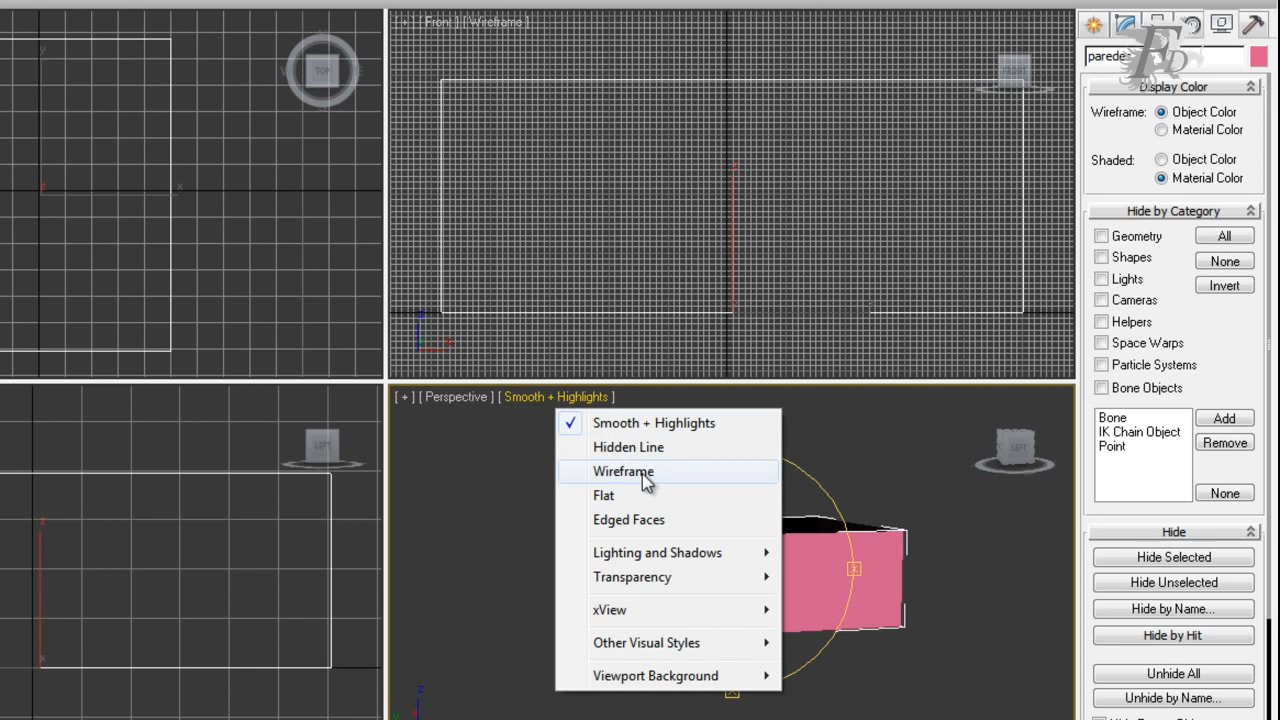 TOP
y
x
z
[ + ] [ Front ] [ Wireframe ]
FRONT
z
x
LEFT
z
x
[ + ] [ Perspective ] [ Smooth + Highlights ]
Smooth + Highlights
Hidden Line
Wireframe
Flat
Edged Faces
Lighting and Shadows
Transparency
xView
Other Visual Styles
Viewport Background
LEFT
z
y
paredes
Display Color
Wireframe: Object Color
Material Color
Shaded: Object Color
Material Color
Hide by Category
Geometry All
Shapes None
Lights Invert
Cameras
Helpers
Space Warps
Particle Systems
Bone Objects
Bone Add
IK Chain Object
Point Remove
None
Hide
Hide Selected
Hide Unselected
Hide by Name...
Hide by Hit
Unhide All
Unhide by Name...